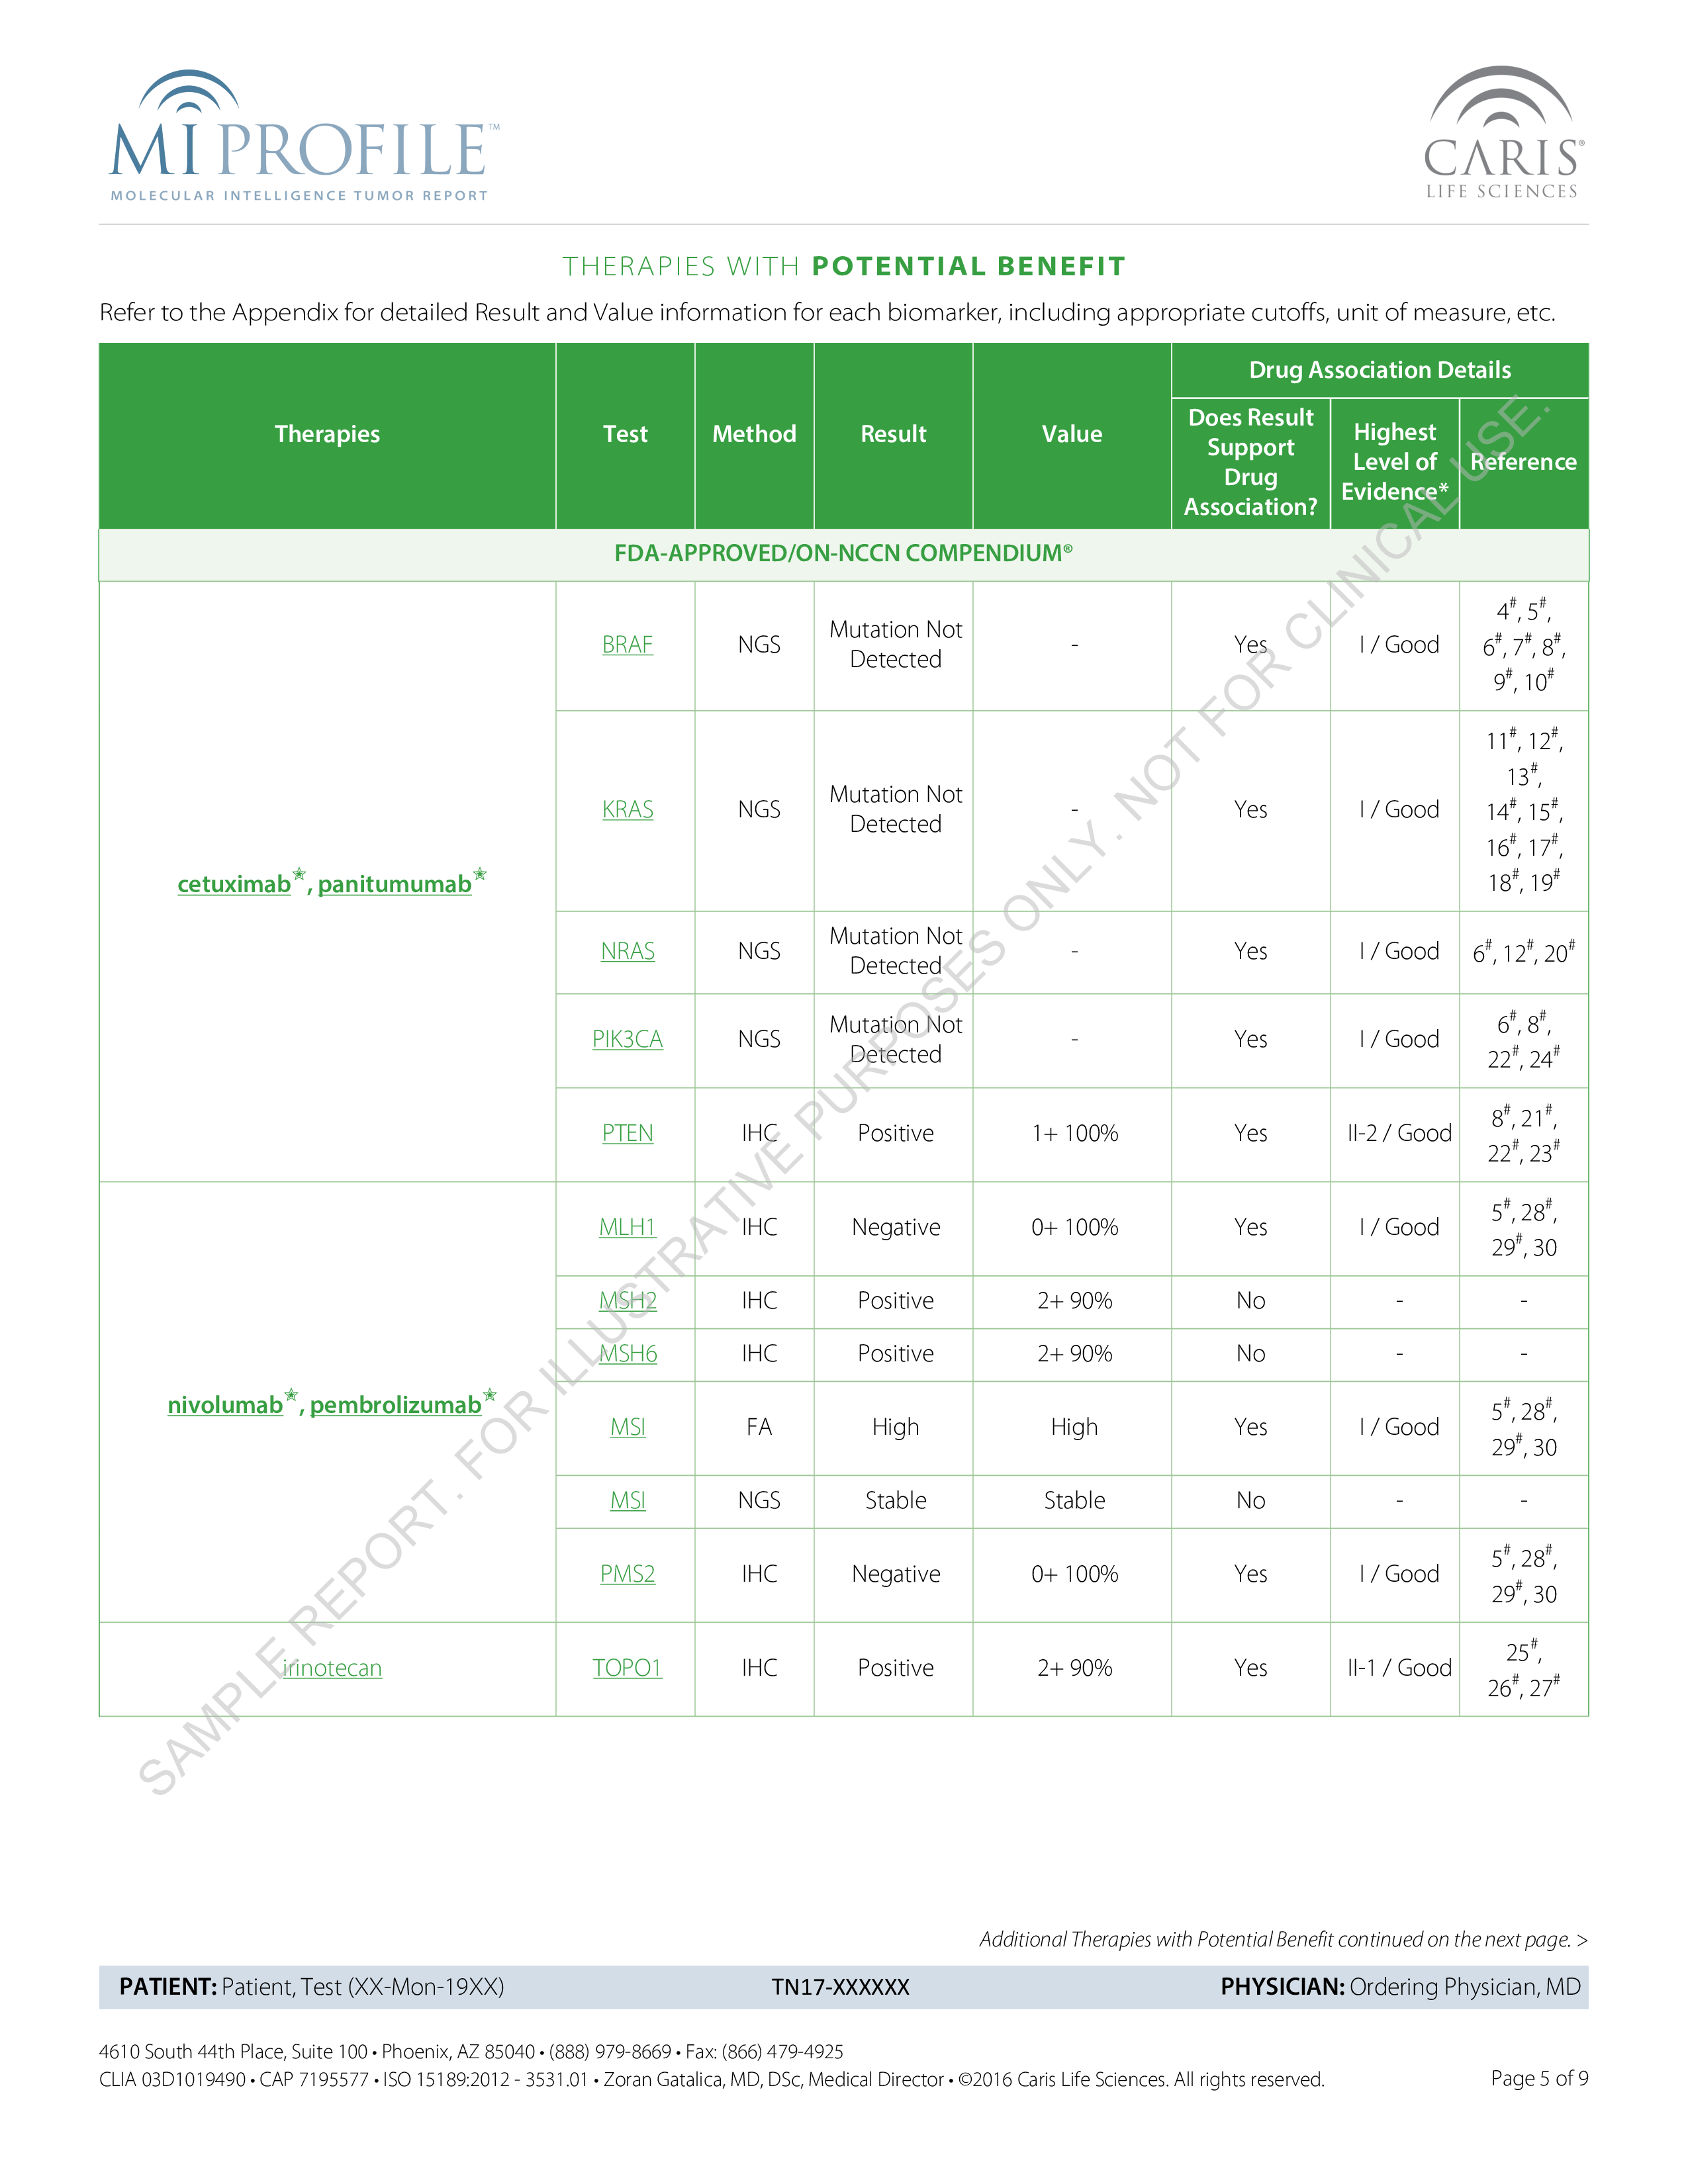 MI PROFILE™
MOLECULAR INTELLIGENCE TUMOR REPORT
CARIS®
LIFE SCIENCES
THERAPIES WITH POTENTIAL BENEFIT
Refer to the Appendix for detailed Result and Value information for each biomarker, including appropriate cutoffs, unit of measure, etc.
Therapies
Test
Method
Result
Value
Drug Association Details
Does Result
Support
Drug
Association?
Highest
Level of
Evidence*
Reference
FDA-APPROVED/ON-NCCN COMPENDIUM®
cetuximab✯, panitumumab✯
BRAF
NGS
Mutation Not
Detected
-
Yes
I / Good
4#, 5#,
6#, 7#, 8#,
9#, 10#
KRAS
NGS
Mutation Not
Detected
-
Yes
I / Good
11#, 12#,
13#,
14#, 15#,
16#, 17#,
18#, 19#
NRAS
NGS
Mutation Not
Detected
-
Yes
I / Good
6#, 12#, 20#
PIK3CA
NGS
Mutation Not
Detected
-
Yes
I / Good
6#, 8#,
22#, 24#
PTEN
IHC
Positive
1+ 100%
Yes
II-2 / Good
8#, 21#,
22#, 23#
nivolumab✯, pembrolizumab✯
MLH1
IHC
Negative
0+ 100%
Yes
I / Good
5#, 28#,
29#, 30
MSH2
IHC
Positive
2+ 90%
No
-
-
MSH6
IHC
Positive
2+ 90%
No
-
-
MSI
FA
High
High
Yes
I / Good
5#, 28#,
29#, 30
MSI
NGS
Stable
Stable
No
-
-
PMS2
IHC
Negative
0+ 100%
Yes
I / Good
5#, 28#,
29#, 30
irinotecan
TOPO1
IHC
Positive
2+ 90%
Yes
II-1 / Good
25#,
26#, 27#
SAMPLE REPORT. FOR ILLUSTRATIVE PURPOSES ONLY. NOT FOR CLINICAL USE.
Additional Therapies with Potential Benefit continued on the next page. >
PATIENT: Patient, Test (XX-Mon-19XX)
TN17-XXXXXX
PHYSICIAN: Ordering Physician, MD
4610 South 44th Place, Suite 100 • Phoenix, AZ 85040 • (888) 979-8669 • Fax: (866) 479-4925
CLIA 03D1019490 • CAP 7195577 • ISO 15189:2012 - 3531.01 • Zoran Gatalica, MD, DSc, Medical Director • ©2016 Caris Life Sciences. All rights reserved.
Page 5 of 9